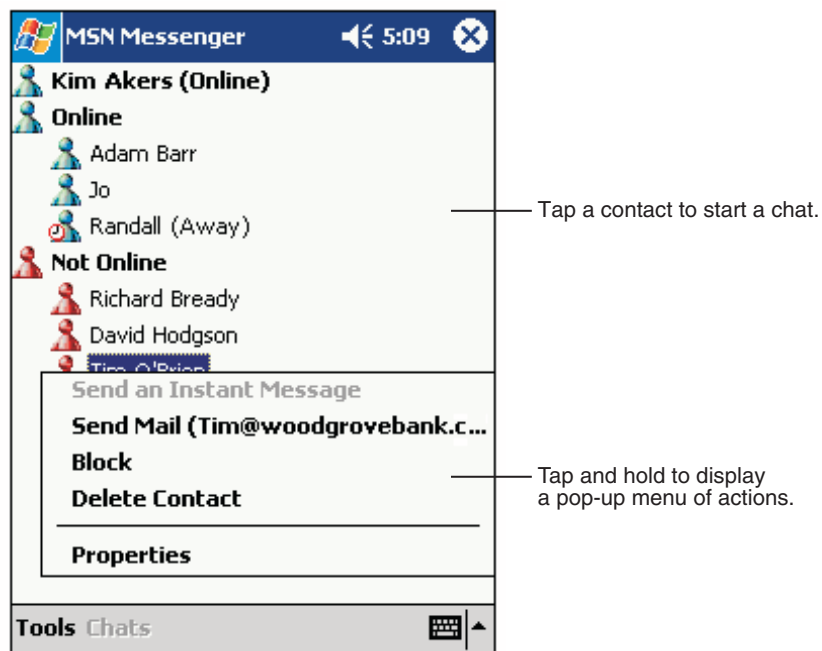 MSN Messenger 5:09
Kim Akers (Online)
Online
Adam Barr
Jo
Randall (Away)
Tap a contact to start a chat.
Not Online
Richard Bready
David Hodgson
Tim O'Brien
Send an Instant Message
Send Mail (Tim@woodgrovebank.c...
Block
Delete Contact
Tap and hold to display
a pop-up menu of actions.
Properties
Tools Chats